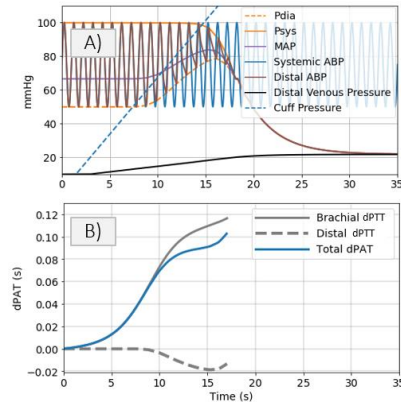 A)
mmHg
100
80
60
40
20
Pdia
Psys
MAP
Systemic ABP
Distal ABP
Distal Venous Pressure
Cuff Pressure
0 5 10 15 20 25 30 35
B)
dPAT (s)
0.12
0.10
0.08
0.06
0.04
0.02
0.00
−0.02
Brachial dPTT
Distal dPTT
Total dPAT
0 5 10 15 20 25 30 35
Time (s)